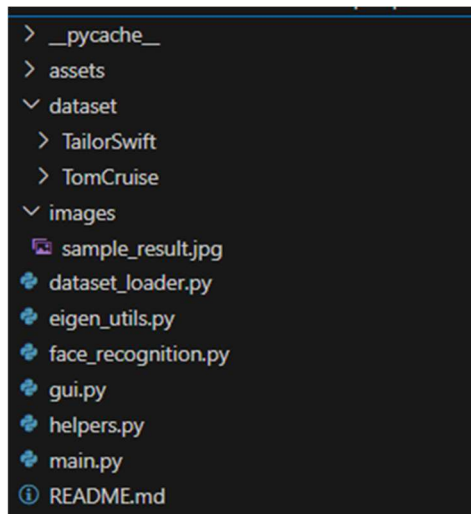 __pycache__
assets
dataset
TailorSwift
TomCruise
images
sample_result.jpg
dataset_loader.py
eigen_utils.py
face_recognition.py
gui.py
helpers.py
main.py
README.md